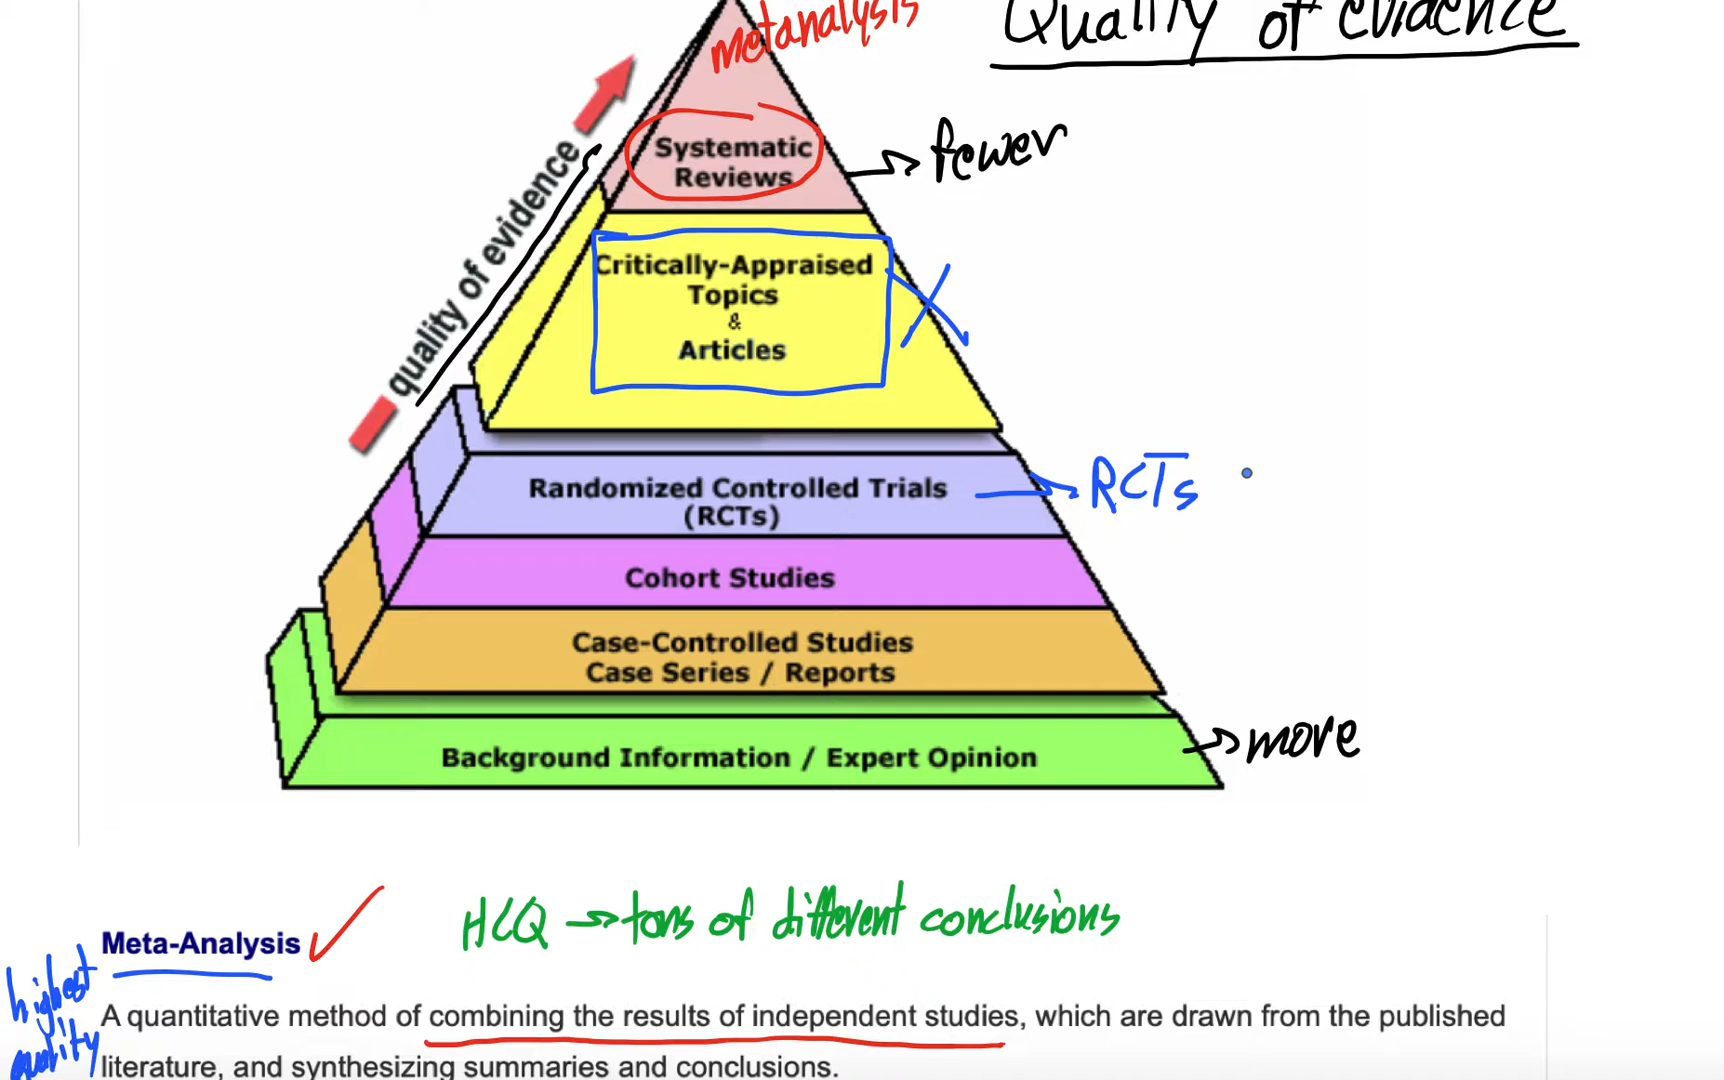 metanalysis
Quality of evidence
quality of evidence
Systematic
Reviews
fewer
Critically-Appraised
Topics
&
Articles
Randomized Controlled Trials
(RCTs)
RCTs
Cohort Studies
Case-Controlled Studies
Case Series / Reports
Background Information / Expert Opinion
more
HCQ → tons of different conclusions
Meta-Analysis
highest
quality
A quantitative method of combining the results of independent studies, which are drawn from the published
literature, and synthesizing summaries and conclusions.